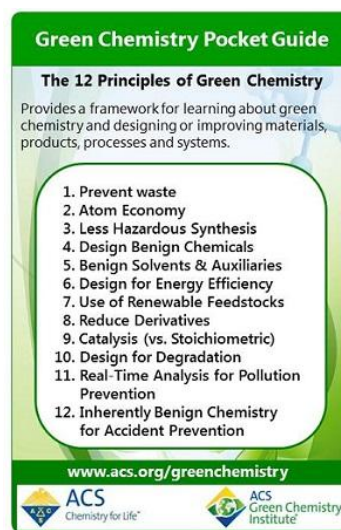 Green Chemistry Pocket Guide
The 12 Principles of Green Chemistry
Provides a framework for learning about green
chemistry and designing or improving materials,
products, processes and systems.
1. Prevent waste
2. Atom Economy
3. Less Hazardous Synthesis
4. Design Benign Chemicals
5. Benign Solvents & Auxiliaries
6. Design for Energy Efficiency
7. Use of Renewable Feedstocks
8. Reduce Derivatives
9. Catalysis (vs. Stoichiometric)
10. Design for Degradation
11. Real-Time Analysis for Pollution
Prevention
12. Inherently Benign Chemistry
for Accident Prevention
www.acs.org/greenchemistry
ACS
Chemistry for Life™
ACS
Green Chemistry
Institute®